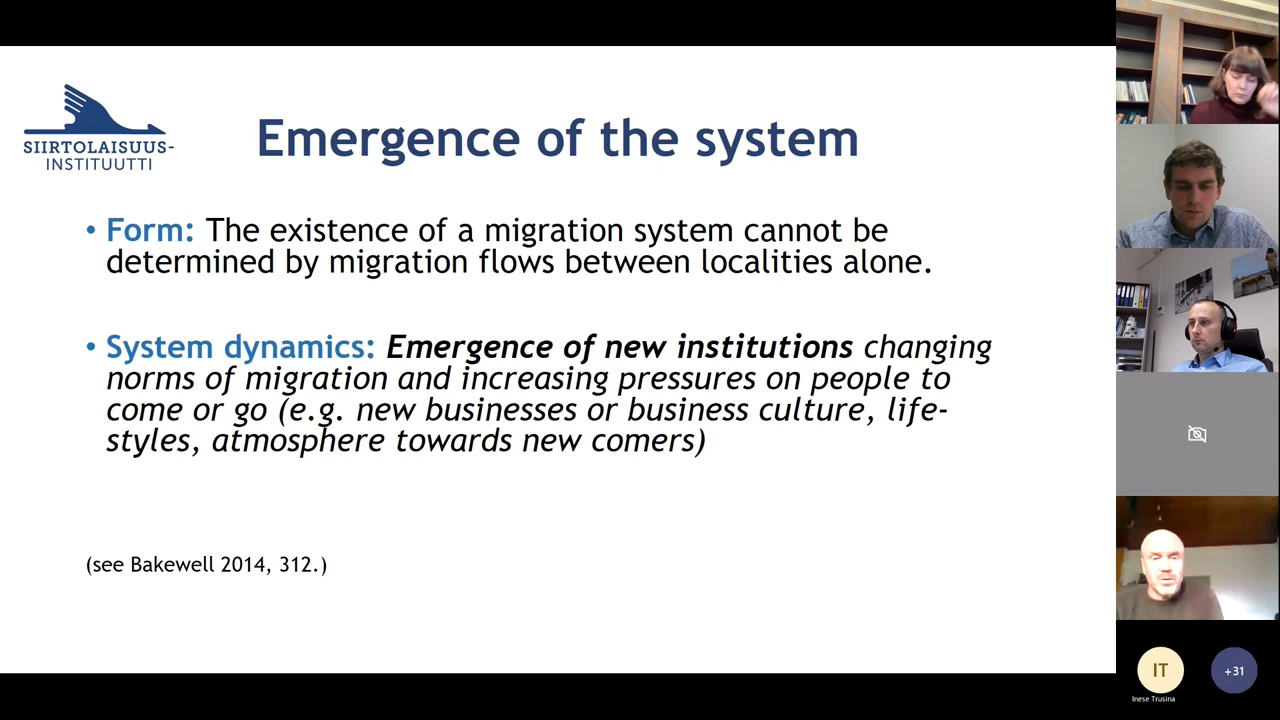 SIIRTOLAISUUS-
INSTITUUTTI
Emergence of the system
• Form: The existence of a migration system cannot be
determined by migration flows between localities alone.
• System dynamics: Emergence of new institutions changing
norms of migration and increasing pressures on people to
come or go (e.g. new businesses or business culture, life-
styles, atmosphere towards new comers)
(see Bakewell 2014, 312.)
IT
Inese Trusina
+31